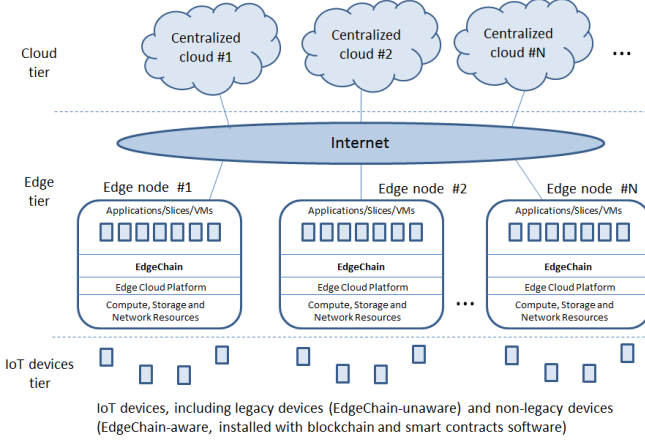 Cloud
tier
Centralized
cloud #1
Centralized
cloud #2
Centralized
cloud #N
...
Internet
Edge
tier
Edge node #1
Applications/Slices/VMs
EdgeChain
Edge Cloud Platform
Compute, Storage and
Network Resources
Edge node #2
Applications/Slices/VMs
EdgeChain
Edge Cloud Platform
Compute, Storage and
Network Resources
...
Edge node #N
Applications/Slices/VMs
EdgeChain
Edge Cloud Platform
Compute, Storage and
Network Resources
IoT devices
tier
IoT devices, including legacy devices (EdgeChain-unaware) and non-legacy devices
(EdgeChain-aware, installed with blockchain and smart contracts software)